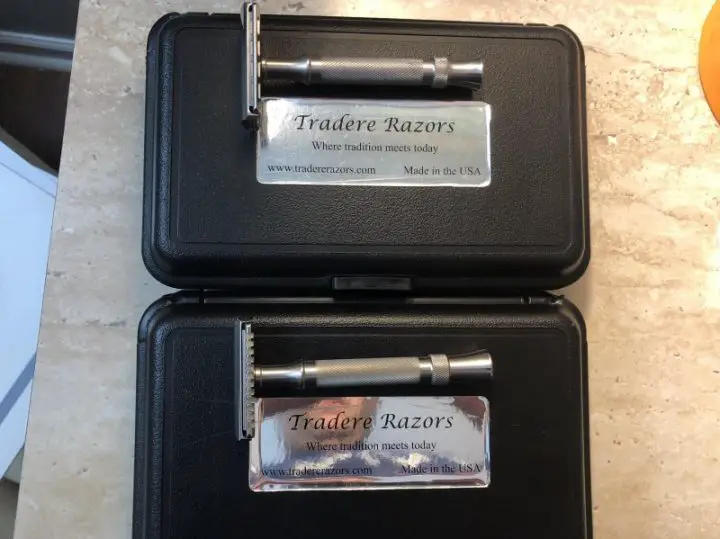 Tradere Razors
Where tradition meets today
www.tradererazors.com Made in the USA
Tradere Razors
Where tradition meets today
www.tradererazors.com Made in the USA